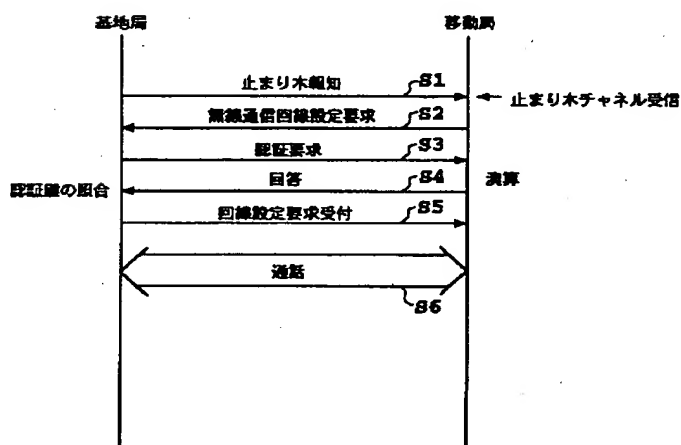 基地局 移動局
止まり木報知 S1
止まり木チャネル受信
無線通信回線設定要求 S2
認証要求 S3
回答 S4 演算
認証鍵の照合
回線設定要求受付 S5
通話
S6